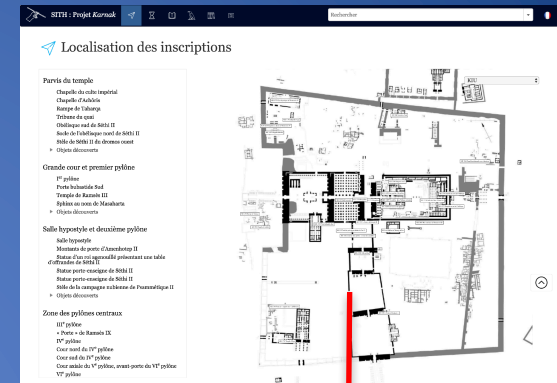 SITH : Projet Karnak
Rechercher
Localisation des inscriptions
Parvis du temple
Chapelle du culte impérial
Chapelle d'Achôris
Rampe de Taharqa
Tribune du quai
Obélisque sud de Séthi II
Socle de l'obélisque nord de Séthi II
Stèle de Séthi II du dromos ouest
Objets découverts
Grande cour et premier pylône
Iᵉʳ pylône
Porte bubastide Sud
Temple de Ramsès III
Sphinx au nom de Masaharta
Objets découverts
Salle hypostyle et deuxième pylône
Salle hypostyle
Montants de porte d'Amenhotep II
Statue d'un roi agenouillé présentant une table
d'offrandes de Séthi II
Statue porte-enseigne de Séthi II
Statue porte-enseigne de Séthi II
Stèle de la campagne nubienne de Psammétique II
Objets découverts
Zone des pylônes centraux
IIIᵉ pylône
« Porte » de Ramsès IX
IVᵉ pylône
Cour nord du IVᵉ pylône
Cour sud du IVᵉ pylône
Cour axiale du Vᵉ pylône, avant-porte du VIᵉ pylône
VIᵉ pylône
KIU